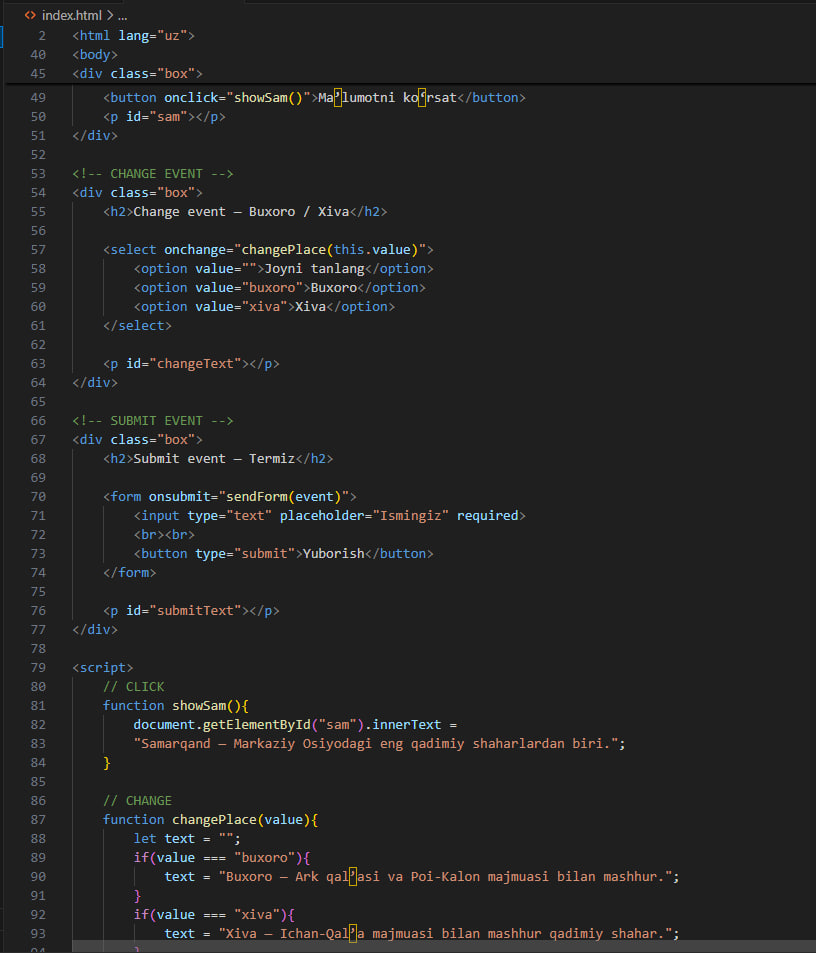 <> index.html > ...
2 <html lang="uz">
40 <body>
45 <div class="box">
49 <button onclick="showSam()">Ma’lumotni ko‘rsat</button>
50 <p id="sam"></p>
51 </div>
52
53 <!-- CHANGE EVENT -->
54 <div class="box">
55 <h2>Change event – Buxoro / Xiva</h2>
56
57 <select onchange="changePlace(this.value)">
58 <option value="">Joyni tanlang</option>
59 <option value="buxoro">Buxoro</option>
60 <option value="xiva">Xiva</option>
61 </select>
62
63 <p id="changeText"></p>
64 </div>
65
66 <!-- SUBMIT EVENT -->
67 <div class="box">
68 <h2>Submit event – Termiz</h2>
69
70 <form onsubmit="sendForm(event)">
71 <input type="text" placeholder="Ismingiz" required>
72 <br><br>
73 <button type="submit">Yuborish</button>
74 </form>
75
76 <p id="submitText"></p>
77 </div>
78
79 <script>
80 // CLICK
81 function showSam(){
82 document.getElementById("sam").innerText =
83 "Samarqand – Markaziy Osiyodagi eng qadimiy shaharlardan biri.";
84 }
85
86 // CHANGE
87 function changePlace(value){
88 let text = "";
89 if(value === "buxoro"){
90 text = "Buxoro – Ark qal’asi va Poi-Kalon majmuasi bilan mashhur.";
91 }
92 if(value === "xiva"){
93 text = "Xiva – Ichan-Qal’a majmuasi bilan mashhur qadimiy shahar.";
94 }